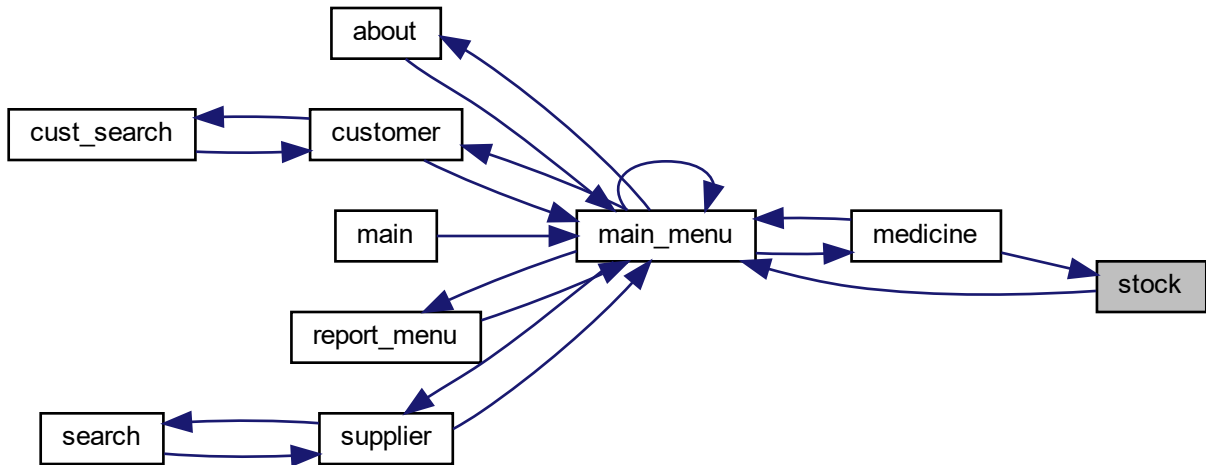 about
cust_search
customer
main
main_menu
medicine
stock
report_menu
search
supplier